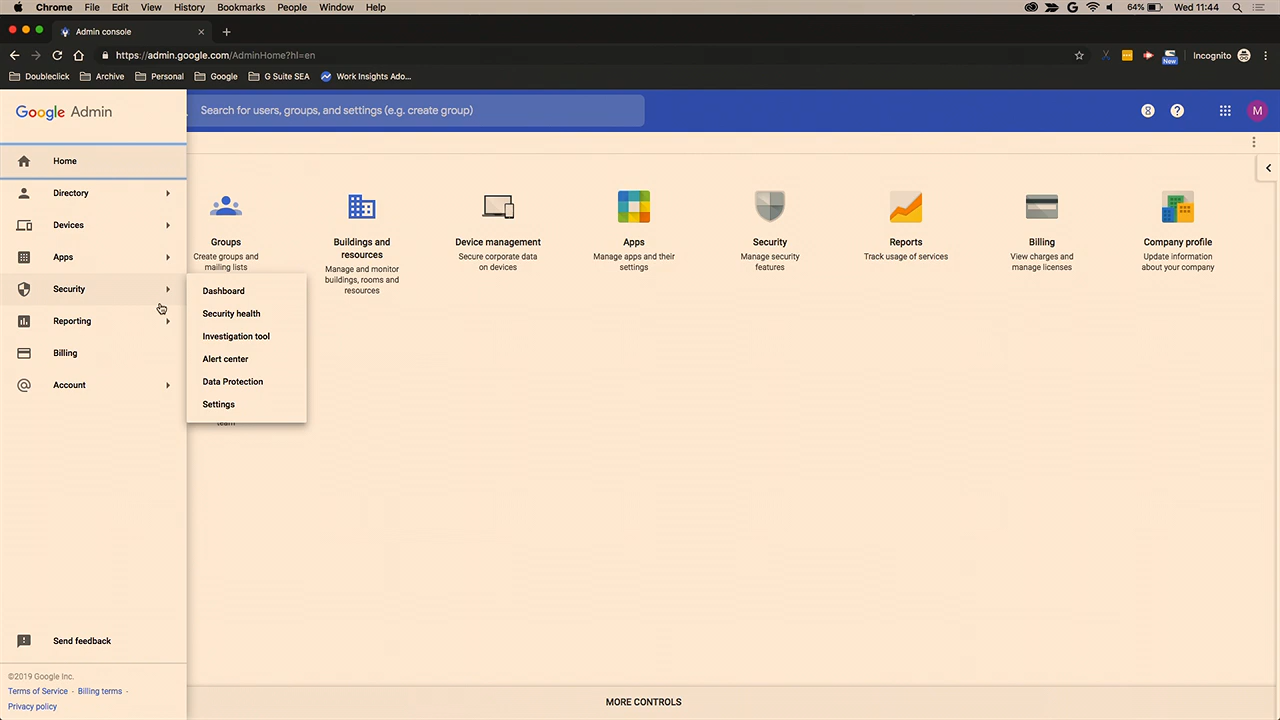 Chrome File Edit View History Bookmarks People Window Help 64% Wed 11:44
Admin console
https://admin.google.com/AdminHome?hl=en New Incognito
Doubleclick Archive Personal Google G Suite SEA Work Insights Ado...
Google Admin
Search for users, groups, and settings (e.g. create group)
8 ? M
Home
Directory
Devices
Apps
Security
Reporting
Billing
Account
Dashboard
Security health
Investigation tool
Alert center
Data Protection
Settings
Groups
Create groups and
mailing lists
Buildings and
resources
Manage and monitor
buildings, rooms and
resources
Device management
Secure corporate data
on devices
Apps
Manage apps and their
settings
Security
Manage security
features
Reports
Track usage of services
Billing
View charges and
manage licenses
Company profile
Update information
about your company
team
Send feedback
©2019 Google Inc.
Terms of Service - Billing terms -
Privacy policy
MORE CONTROLS